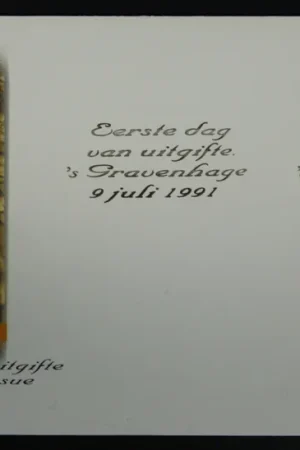 Eerste dag
van uitgifte.
's Gravenhage
9 juli 1991
itgifte
sue